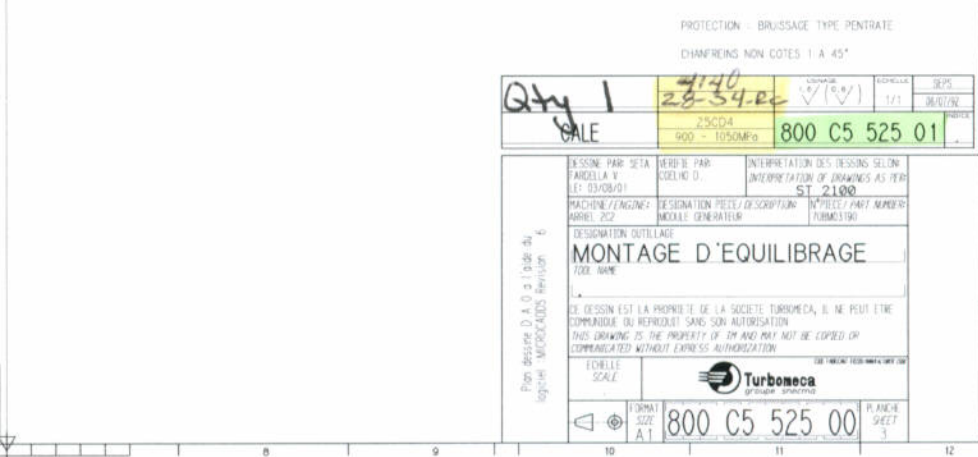 PROTECTION - BRUISSAGE TYPE PENTRATE
CHANFREINS NON COTES 1 A 45°
Qty 1
4140
28-34-RC
USINAGE
ECHELLE
1/1
CALE
25CD4
900 - 1050MPa
800 C5 525 01
INDICE
DESSINE PAR: SETA
TARDELLA V
LE: 03/08/01
VERIFIE PAR:
COELHO D.
INTERPRETATION DES DESSINS SELON:
INTERPRETATION OF DRAWINGS AS PER:
ST 2100
MACHINE/ENGINE:
ARRIEL 2C2
DESIGNATION PIECE/DESCRIPTION:
MODULE GENERATEUR
N°PIECE/PART NUMBER:
DESIGNATION OUTILLAGE
MONTAGE D'EQUILIBRAGE
TOOL NAME
CE DESSIN EST LA PROPRIETE DE LA SOCIETE TURBOMECA, IL NE PEUT ETRE
COMMUNIQUE OU REPRODUIT SANS SON AUTORISATION
THIS DRAWING IS THE PROPERTY OF TM AND MAY NOT BE COPIED OR
COMMUNICATED WITHOUT EXPRESS AUTHORIZATION
Plan dessine D A O a l'aide du
logiciel MICROCADDS Revision 6
ECHELLE
SCALE
Turbomeca
groupe snecma
FORMAT
SIZE
A1
800 C5 525 00
PLANCHE
SHEET
3
8
9
10
11
12